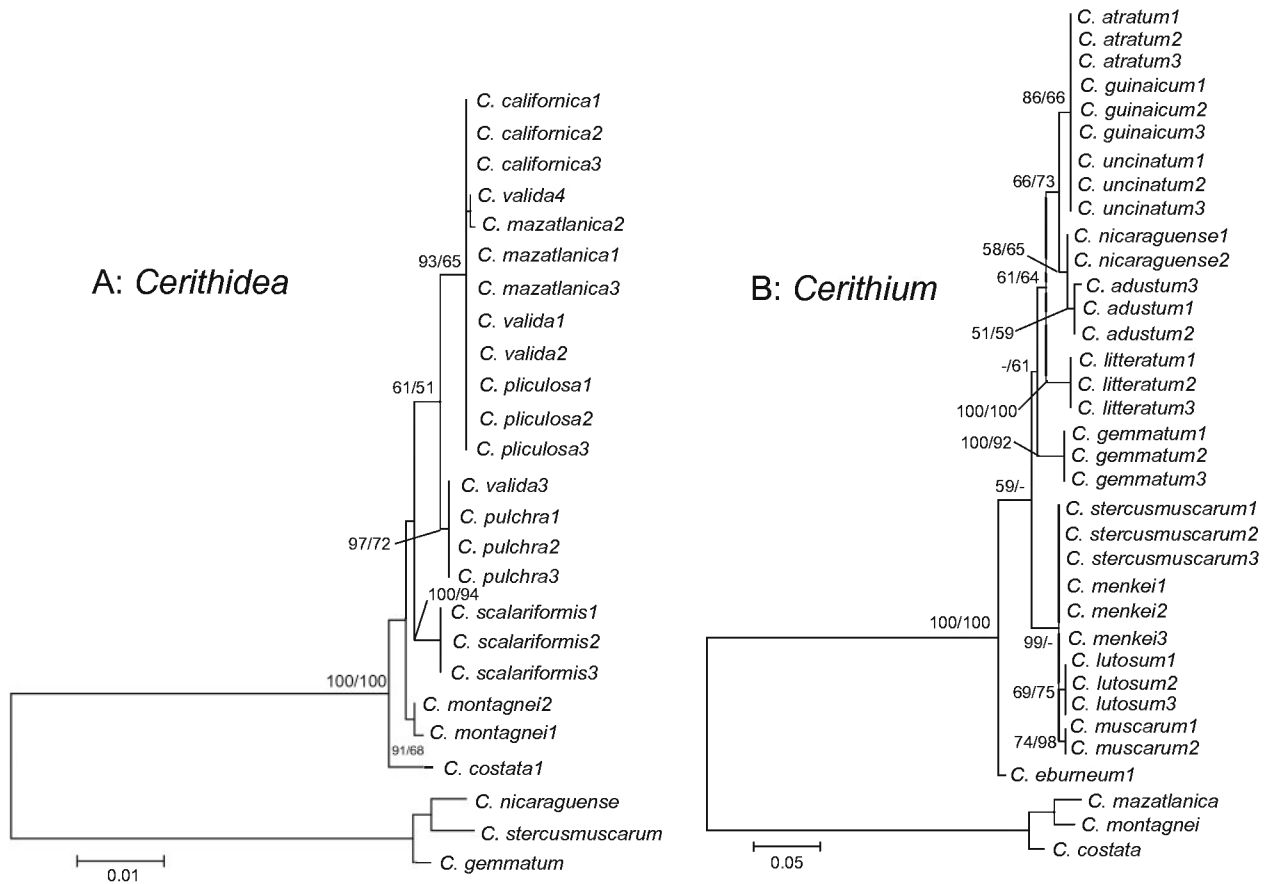 A: Cerithidea
C. californica1
C. californica2
C. californica3
C. valida4
C. mazatlanica2
93/65
C. mazatlanica1
C. mazatlanica3
C. valida1
C. valida2
61/51
C. pliculosa1
C. pliculosa2
C. pliculosa3
C. valida3
C. pulchra1
97/72
C. pulchra2
C. pulchra3
100/94
C. scalariformis1
C. scalariformis2
C. scalariformis3
100/100
C. montagnei2
C. montagnei1
91/68
C. costata1
C. nicaraguense
C. stercusmuscarum
C. gemmatum
0.01
B: Cerithium
C. atratum1
C. atratum2
C. atratum3
C. guinaicum1
86/66
C. guinaicum2
C. guinaicum3
C. uncinatum1
66/73
C. uncinatum2
C. uncinatum3
C. nicaraguense1
58/65
C. nicaraguense2
61/64
C. adustum3
C. adustum1
51/59
C. adustum2
-/61
C. litteratum1
C. litteratum2
100/100
C. litteratum3
C. gemmatum1
100/92
C. gemmatum2
C. gemmatum3
59/-
C. stercusmuscarum1
C. stercusmuscarum2
C. stercusmuscarum3
C. menkei1
C. menkei2
100/100
C. menkei3
99/-
C. lutosum1
C. lutosum2
69/75
C. lutosum3
C. muscarum1
74/98
C. muscarum2
C. eburneum1
C. mazatlanica
C. montagnei
C. costata
0.05